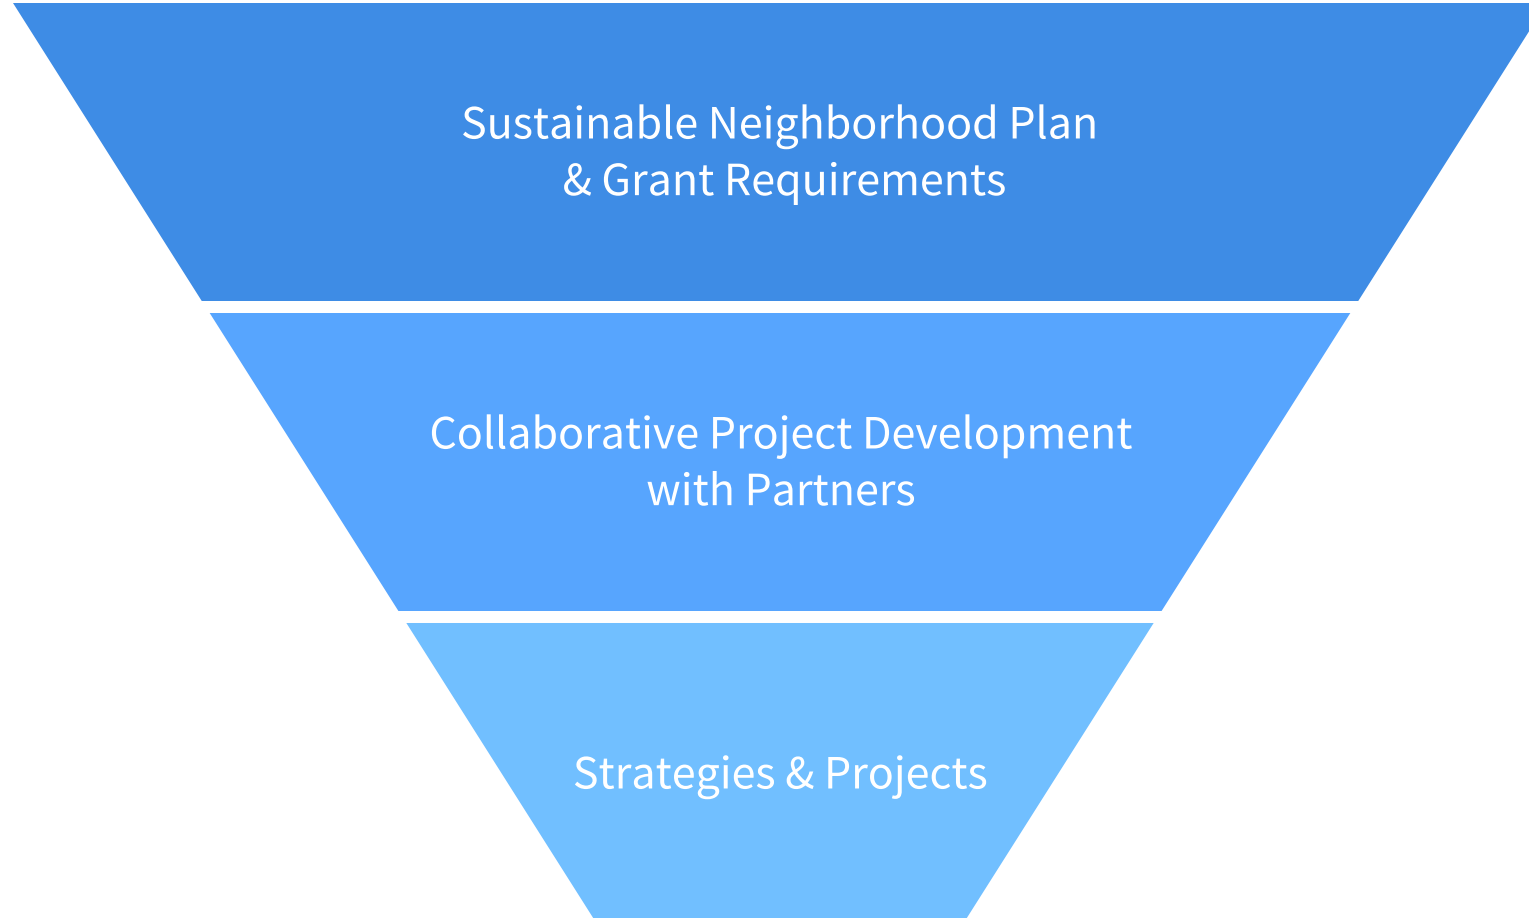 Sustainable Neighborhood Plan
& Grant Requirements
Collaborative Project Development
with Partners
Strategies & Projects